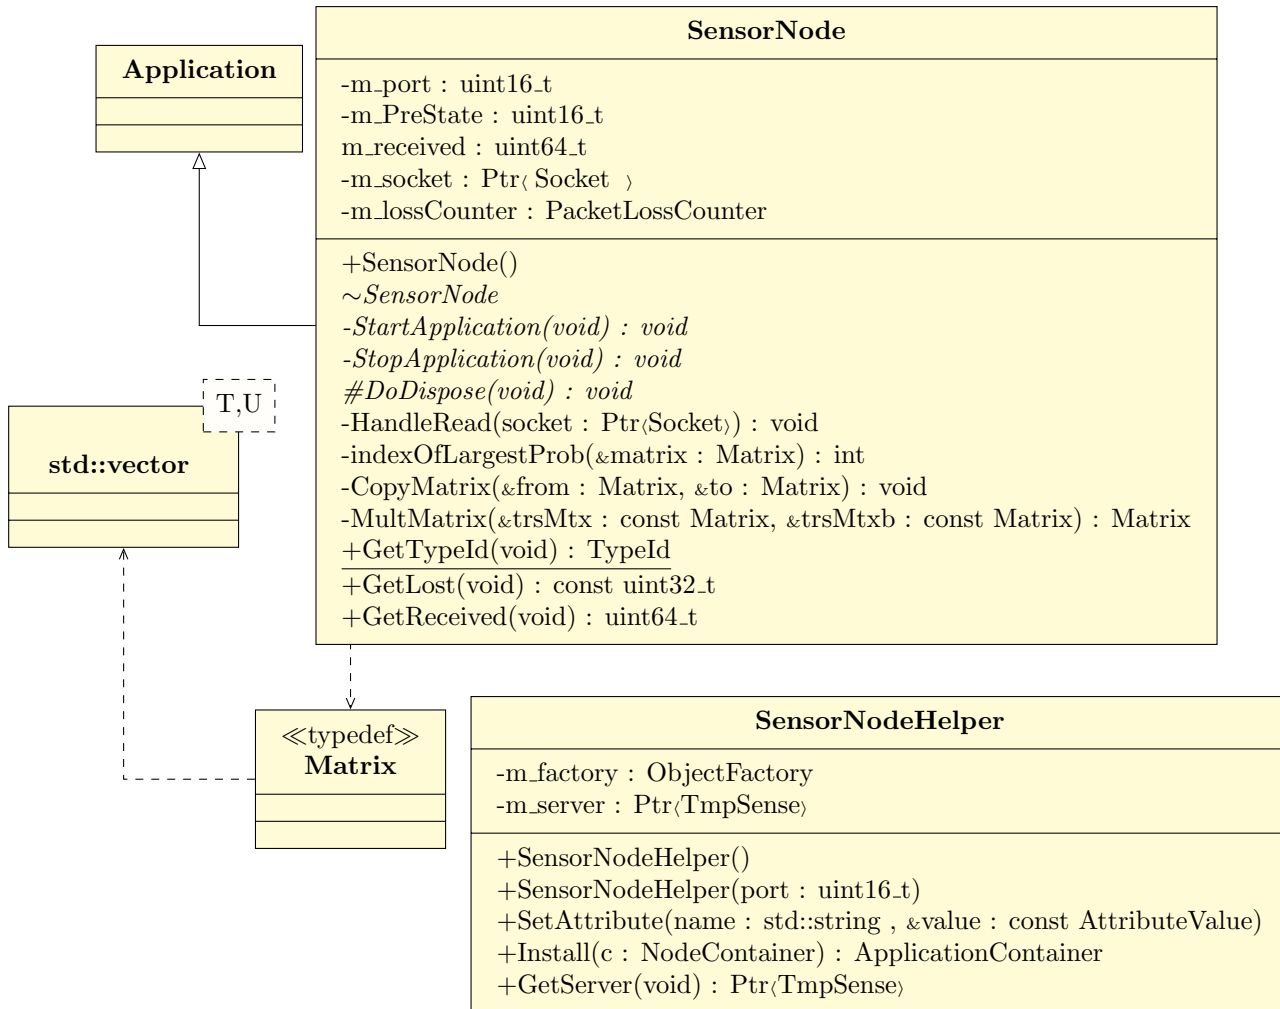 Application
SensorNode
-m_port : uint16_t
-m_PreState : uint16_t
m_received : uint64_t
-m_socket : Ptr⟨ Socket ⟩
-m_lossCounter : PacketLossCounter
+SensorNode()
~SensorNode
-StartApplication(void) : void
-StopApplication(void) : void
#DoDispose(void) : void
-HandleRead(socket : Ptr⟨Socket⟩) : void
-indexOfLargestProb(&matrix : Matrix) : int
-CopyMatrix(&from : Matrix, &to : Matrix) : void
-MultMatrix(&trsMtx : const Matrix, &trsMtxb : const Matrix) : Matrix
+GetTypeId(void) : TypeId
+GetLost(void) : const uint32_t
+GetReceived(void) : uint64_t
T,U
std::vector
≪typedef≫
Matrix
SensorNodeHelper
-m_factory : ObjectFactory
-m_server : Ptr⟨TmpSense⟩
+SensorNodeHelper()
+SensorNodeHelper(port : uint16_t)
+SetAttribute(name : std::string , &value : const AttributeValue)
+Install(c : NodeContainer) : ApplicationContainer
+GetServer(void) : Ptr⟨TmpSense⟩